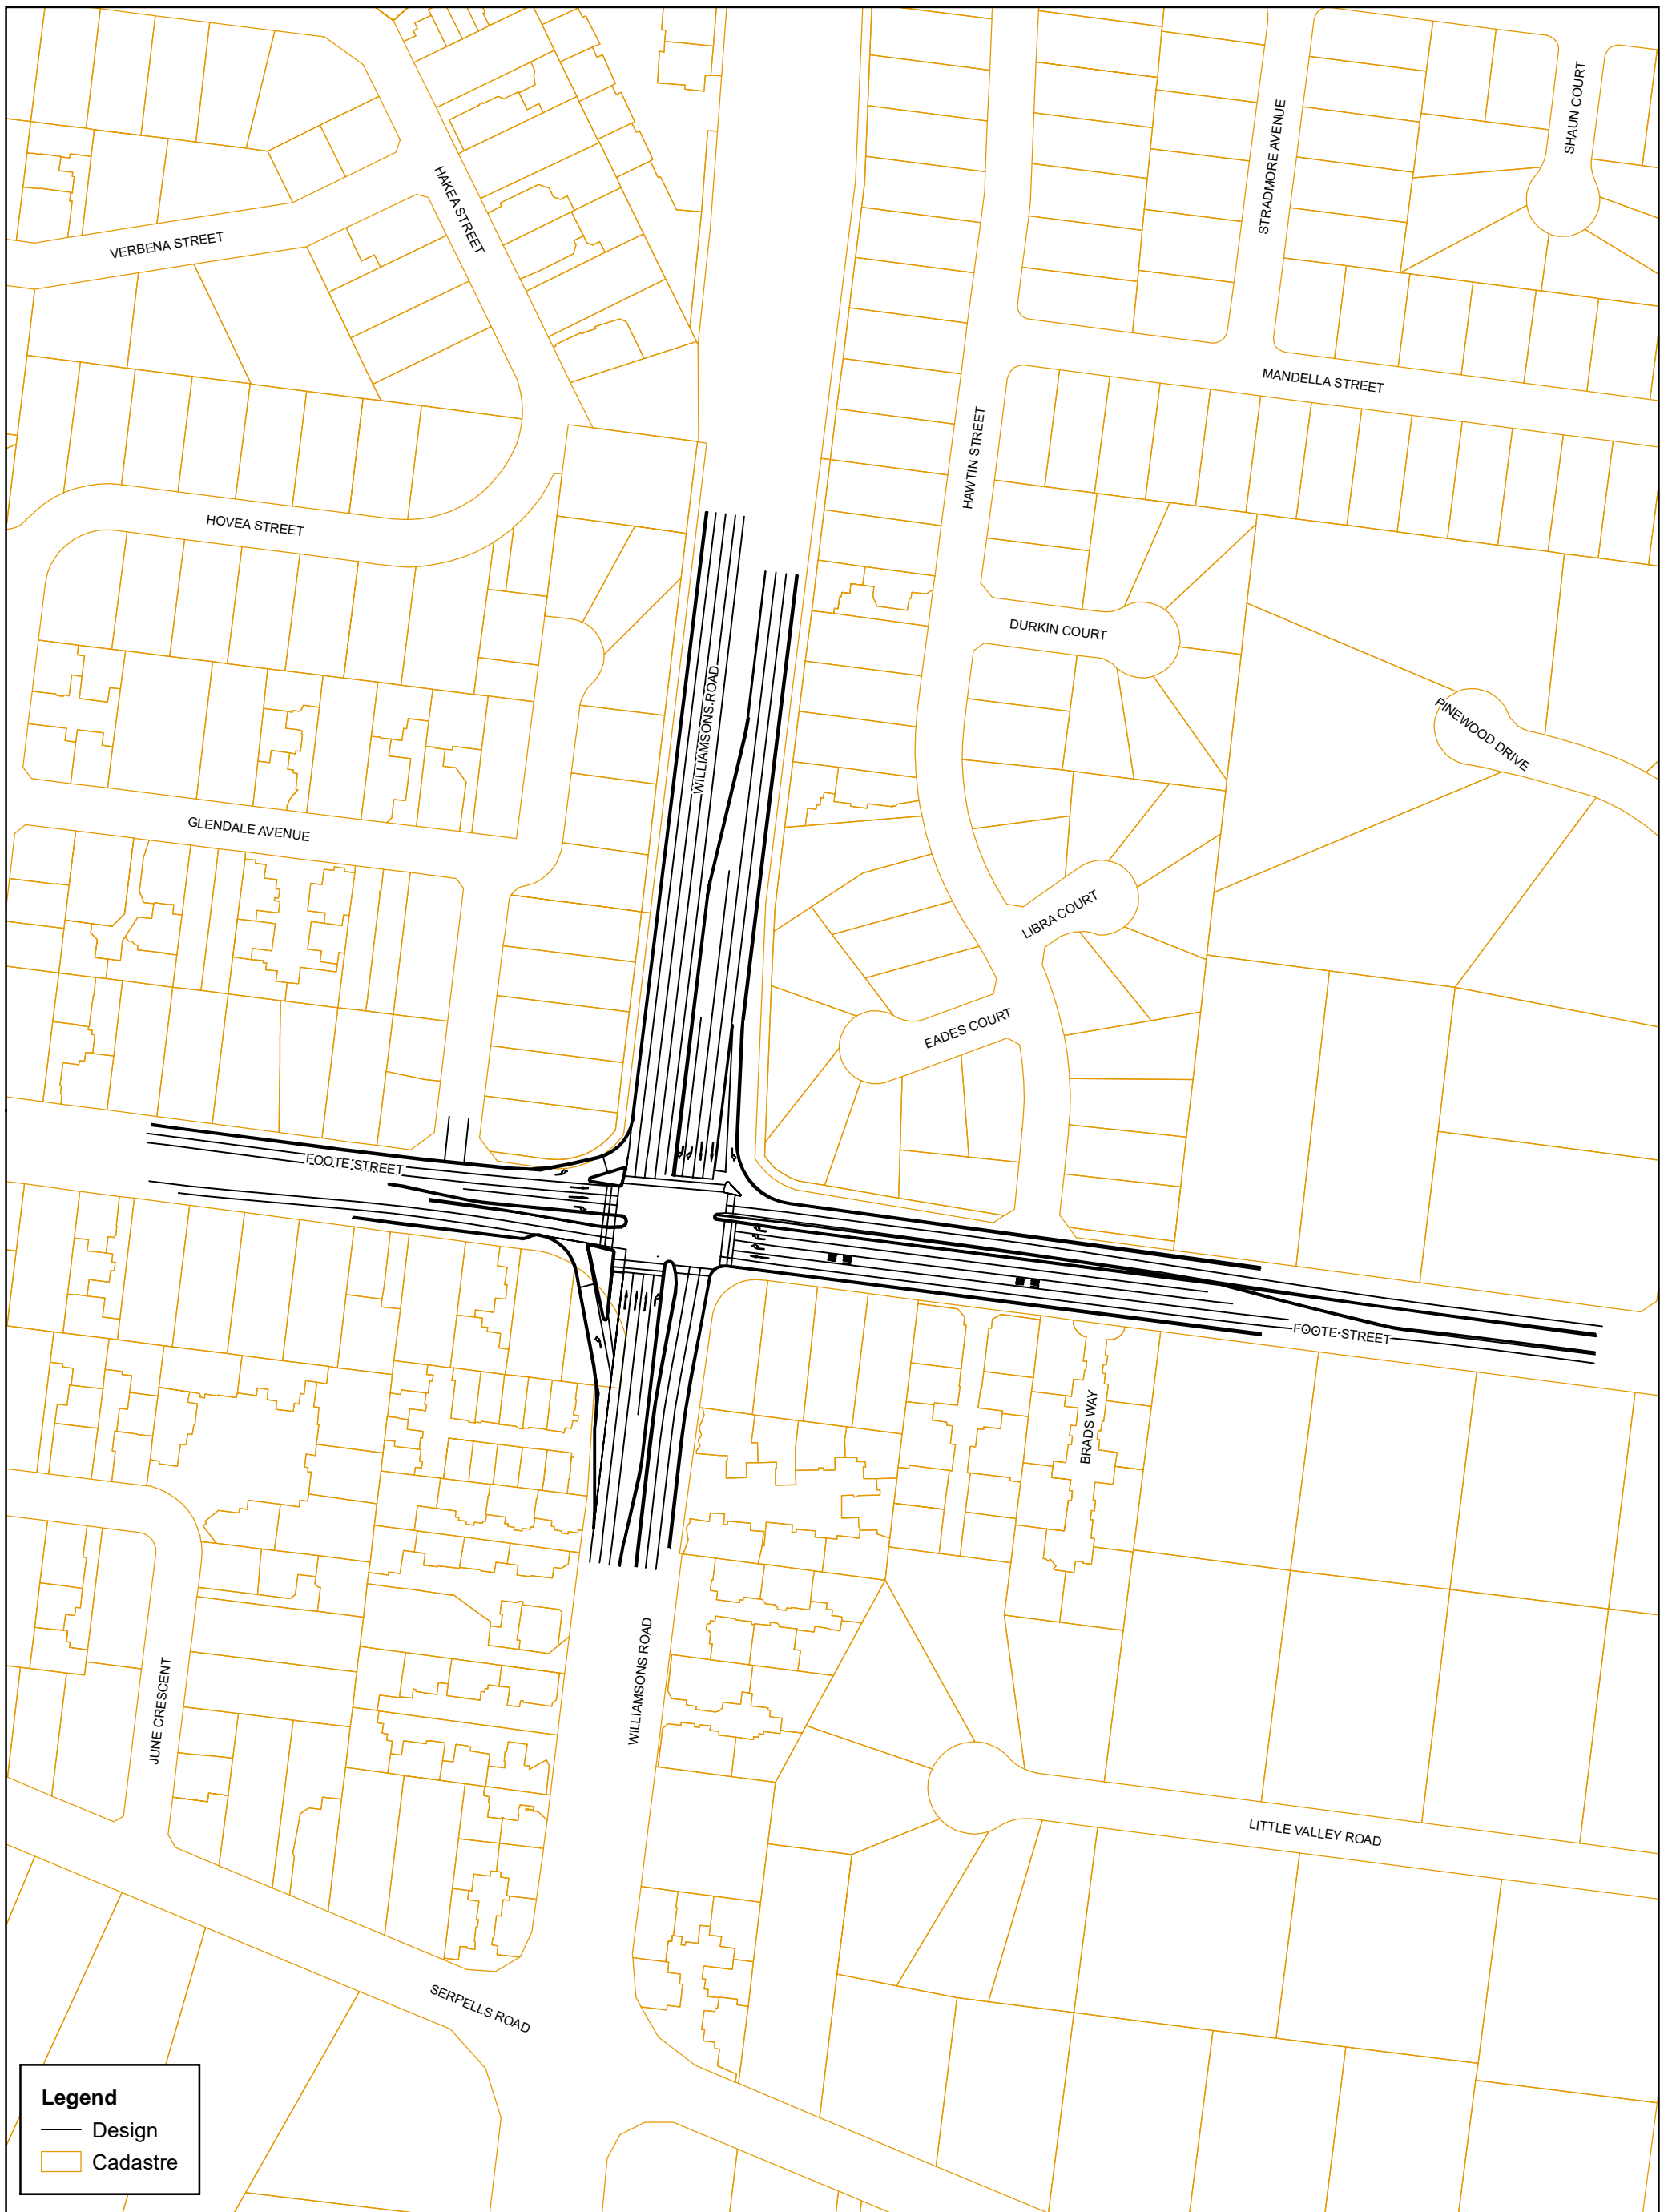 SHAUN COURT
STRADMORE AVENUE
HAKEA STREET
VERBENA STREET
MANDELLA STREET
HAWTIN STREET
HOVEA STREET
DURKIN COURT
WILLIAMSONS ROAD
PINEWOOD DRIVE
GLENDALE AVENUE
LIBRA COURT
EADES COURT
FOOTE STREET
FOOTE STREET
BRADS WAY
WILLIAMSONS ROAD
JUNE CRESCENT
LITTLE VALLEY ROAD
SERPELLS ROAD
Legend
Design
Cadastre